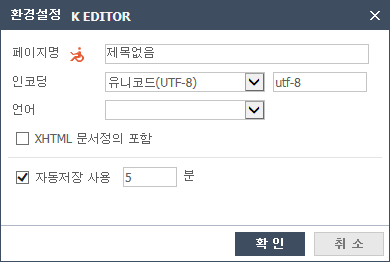 환경설정 K EDITOR
페이지명 제목없음
인코딩 유니코드(UTF-8) utf-8
언어
XHTML 문서정의 포함
자동저장 사용 5 분
확 인 취 소